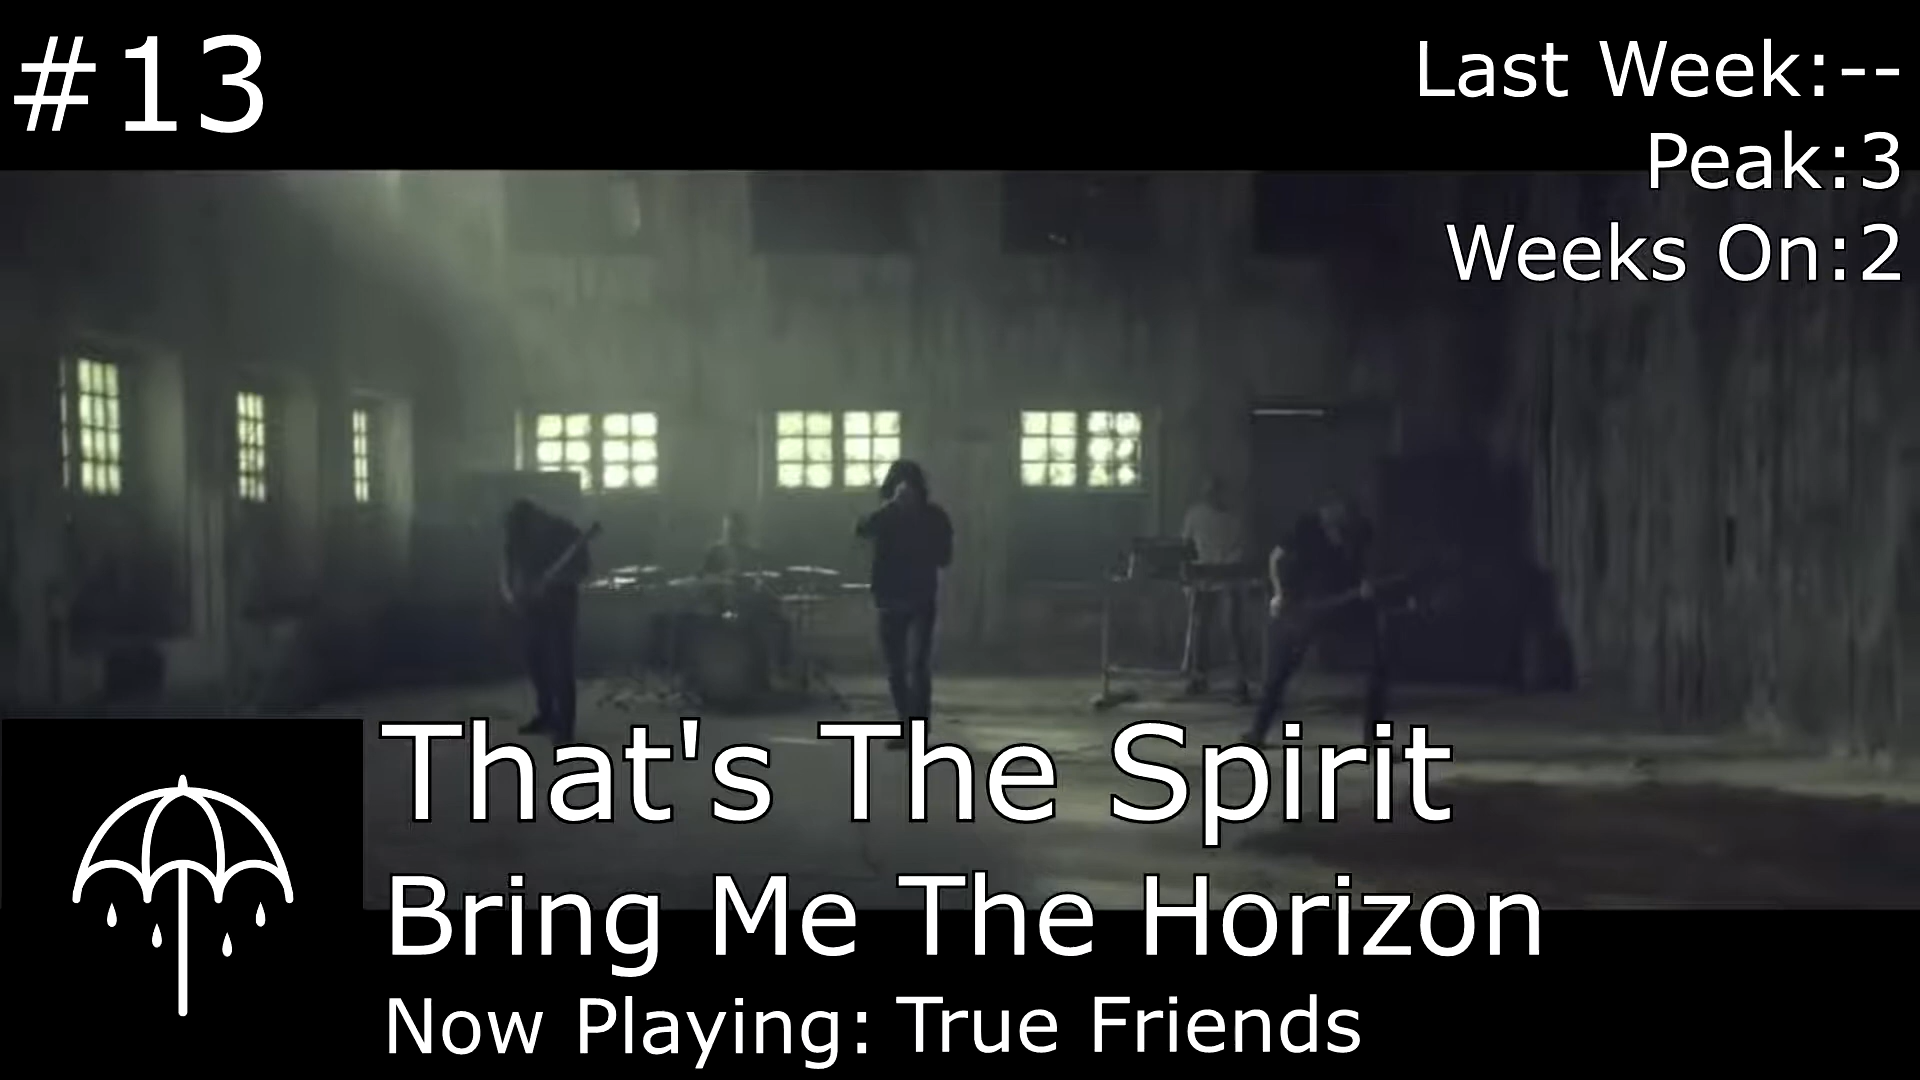 #13
Last Week:--
Peak:3
Weeks On:2
That's The Spirit
Bring Me The Horizon
Now Playing: True Friends